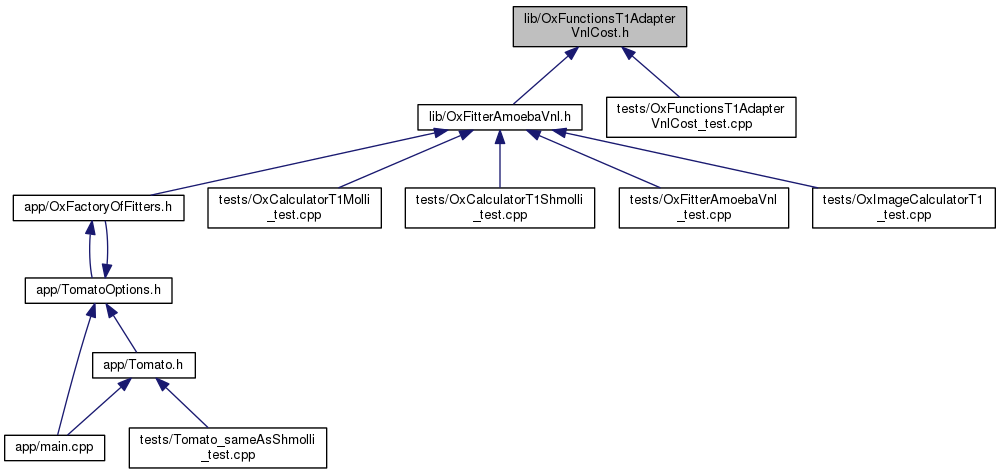 lib/OxFunctionsT1Adapter
VnlCost.h
lib/OxFitterAmoebaVnl.h
tests/OxFunctionsT1Adapter
VnlCost_test.cpp
app/OxFactoryOfFitters.h
tests/OxCalculatorT1Molli
_test.cpp
tests/OxCalculatorT1Shmolli
_test.cpp
tests/OxFitterAmoebaVnl
_test.cpp
tests/OxImageCalculatorT1
_test.cpp
app/TomatoOptions.h
app/Tomato.h
app/main.cpp
tests/Tomato_sameAsShmolli
_test.cpp